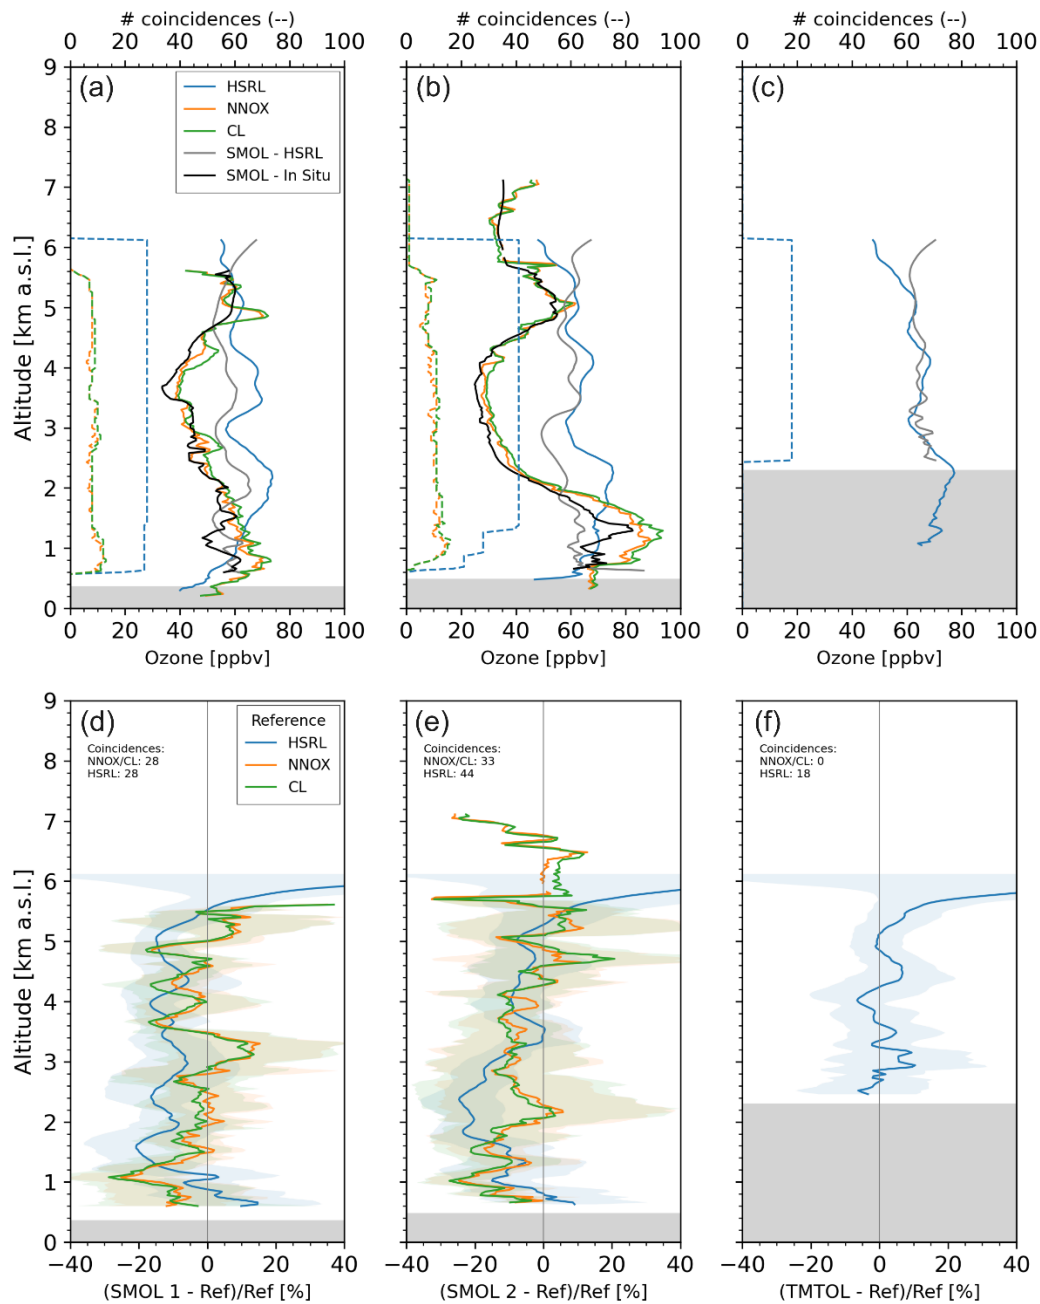 # coincidences (--)
# coincidences (--)
# coincidences (--)
0 20 40 60 80 100
0 20 40 60 80 100
0 20 40 60 80 100
(a)
HSRL
NNOX
CL
SMOL - HSRL
SMOL - In Situ
(b)
(c)
Altitude [km a.s.l.]
9
8
7
6
5
4
3
2
1
0
0 20 40 60 80 100
0 20 40 60 80 100
0 20 40 60 80 100
Ozone [ppbv]
Ozone [ppbv]
Ozone [ppbv]
(d)
Coincidences:
NNOX/CL: 28
HSRL: 28
Reference
HSRL
NNOX
CL
(e)
Coincidences:
NNOX/CL: 33
HSRL: 44
(f)
Coincidences:
NNOX/CL: 0
HSRL: 18
Altitude [km a.s.l.]
9
8
7
6
5
4
3
2
1
0
−40 −20 0 20 40
−40 −20 0 20 40
−40 −20 0 20 40
(SMOL 1 - Ref)/Ref [%]
(SMOL 2 - Ref)/Ref [%]
(TMTOL - Ref)/Ref [%]